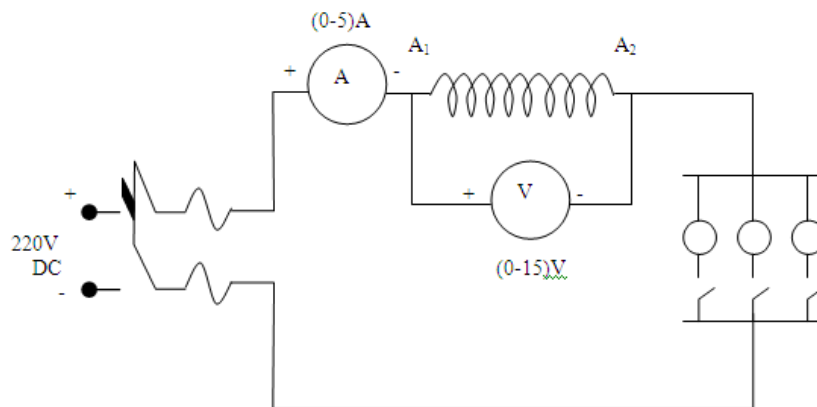 (0-5)A
A₁
A₂
+
A
-
+
V
-
(0-15)V
+
220V
DC
-